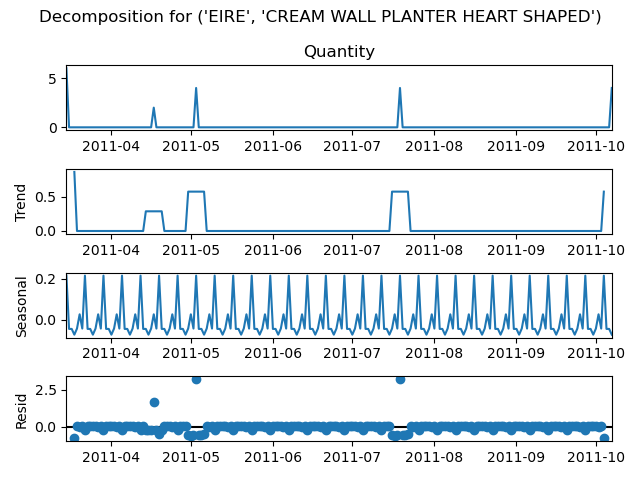 Decomposition for ('EIRE', 'CREAM WALL PLANTER HEART SHAPED')
Quantity
5
0
2011-04 2011-05 2011-06 2011-07 2011-08 2011-09 2011-10
Trend
0.5
0.0
2011-04 2011-05 2011-06 2011-07 2011-08 2011-09 2011-10
Seasonal
0.2
0.0
2011-04 2011-05 2011-06 2011-07 2011-08 2011-09 2011-10
Resid
2.5
0.0
2011-04 2011-05 2011-06 2011-07 2011-08 2011-09 2011-10